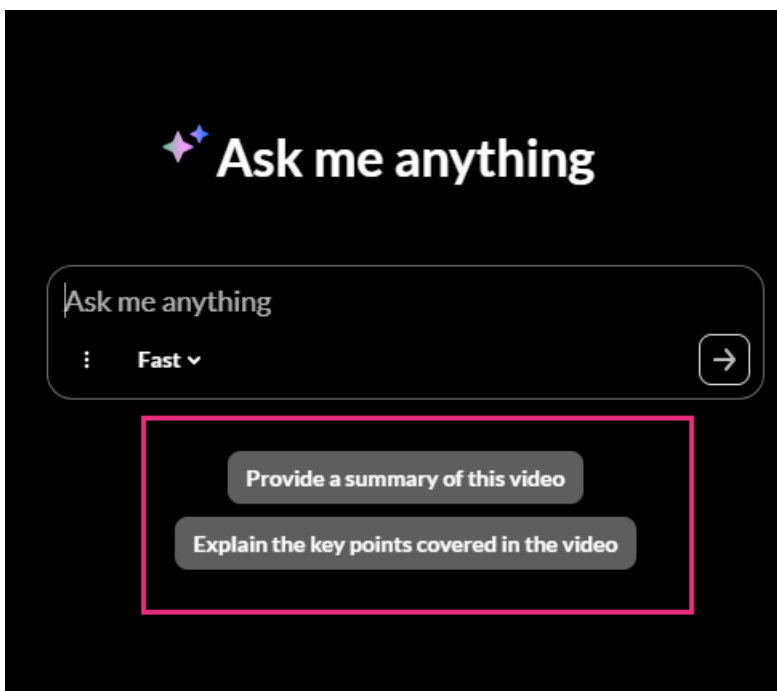 Ask me anything
Ask me anything
Fast
Provide a summary of this video
Explain the key points covered in the video